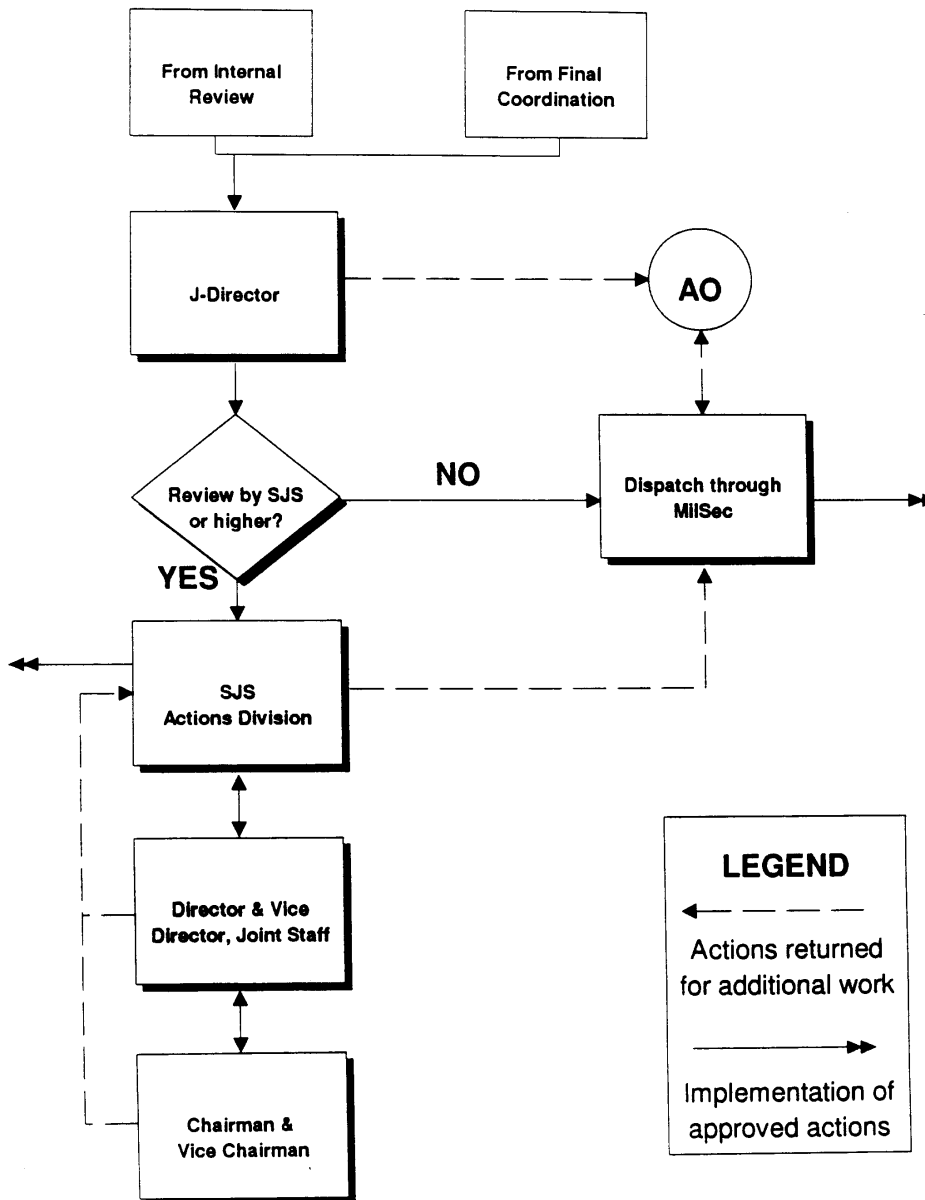 From Internal
Review
From Final
Coordination
J-Director
AO
Review by SJS
or higher?
NO
Dispatch through
MilSec
YES
SJS
Actions Division
Director & Vice
Director, Joint Staff
Chairman &
Vice Chairman
LEGEND
Actions returned
for additional work
Implementation of
approved actions